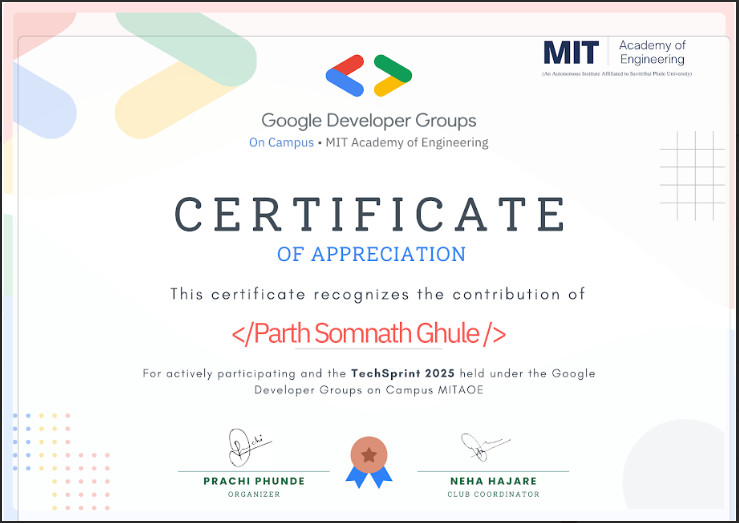 MIT Academy of
Engineering
(An Autonomous Institute Affiliated to Savitribai Phule University)
Google Developer Groups
On Campus • MIT Academy of Engineering
CERTIFICATE
OF APPRECIATION
This certificate recognizes the contribution of
</Parth Somnath Ghule/>
For actively participating and the TechSprint 2025 held under the Google
Developer Groups on Campus MITAOE
PRACHI PHUNDE
ORGANIZER
NEHA HAJARE
CLUB COORDINATOR